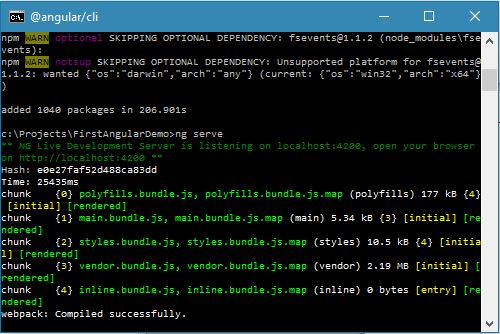 @angular/cli
npm WARN optional SKIPPING OPTIONAL DEPENDENCY: fsevents@1.1.2 (node_modules\fse
vents):
npm WARN notsup SKIPPING OPTIONAL DEPENDENCY: Unsupported platform for fsevents@
1.1.2: wanted {"os":"darwin","arch":"any"} (current: {"os":"win32","arch":"x64"}
)
added 1040 packages in 206.901s
c:\Projects\FirstAngularDemo>ng serve
** NG Live Development Server is listening on localhost:4200, open your browser
on http://localhost:4200 **
Hash: e0e27faf52d488ca83dd
Time: 25435ms
chunk    {0} polyfills.bundle.js, polyfills.bundle.js.map (polyfills) 177 kB {4}
 [initial] [rendered]
chunk    {1} main.bundle.js, main.bundle.js.map (main) 5.34 kB {3} [initial] [re
ndered]
chunk    {2} styles.bundle.js, styles.bundle.js.map (styles) 10.5 kB {4} [initia
l] [rendered]
chunk    {3} vendor.bundle.js, vendor.bundle.js.map (vendor) 2.19 MB [initial] [
rendered]
chunk    {4} inline.bundle.js, inline.bundle.js.map (inline) 0 bytes [entry] [re
ndered]
webpack: Compiled successfully.